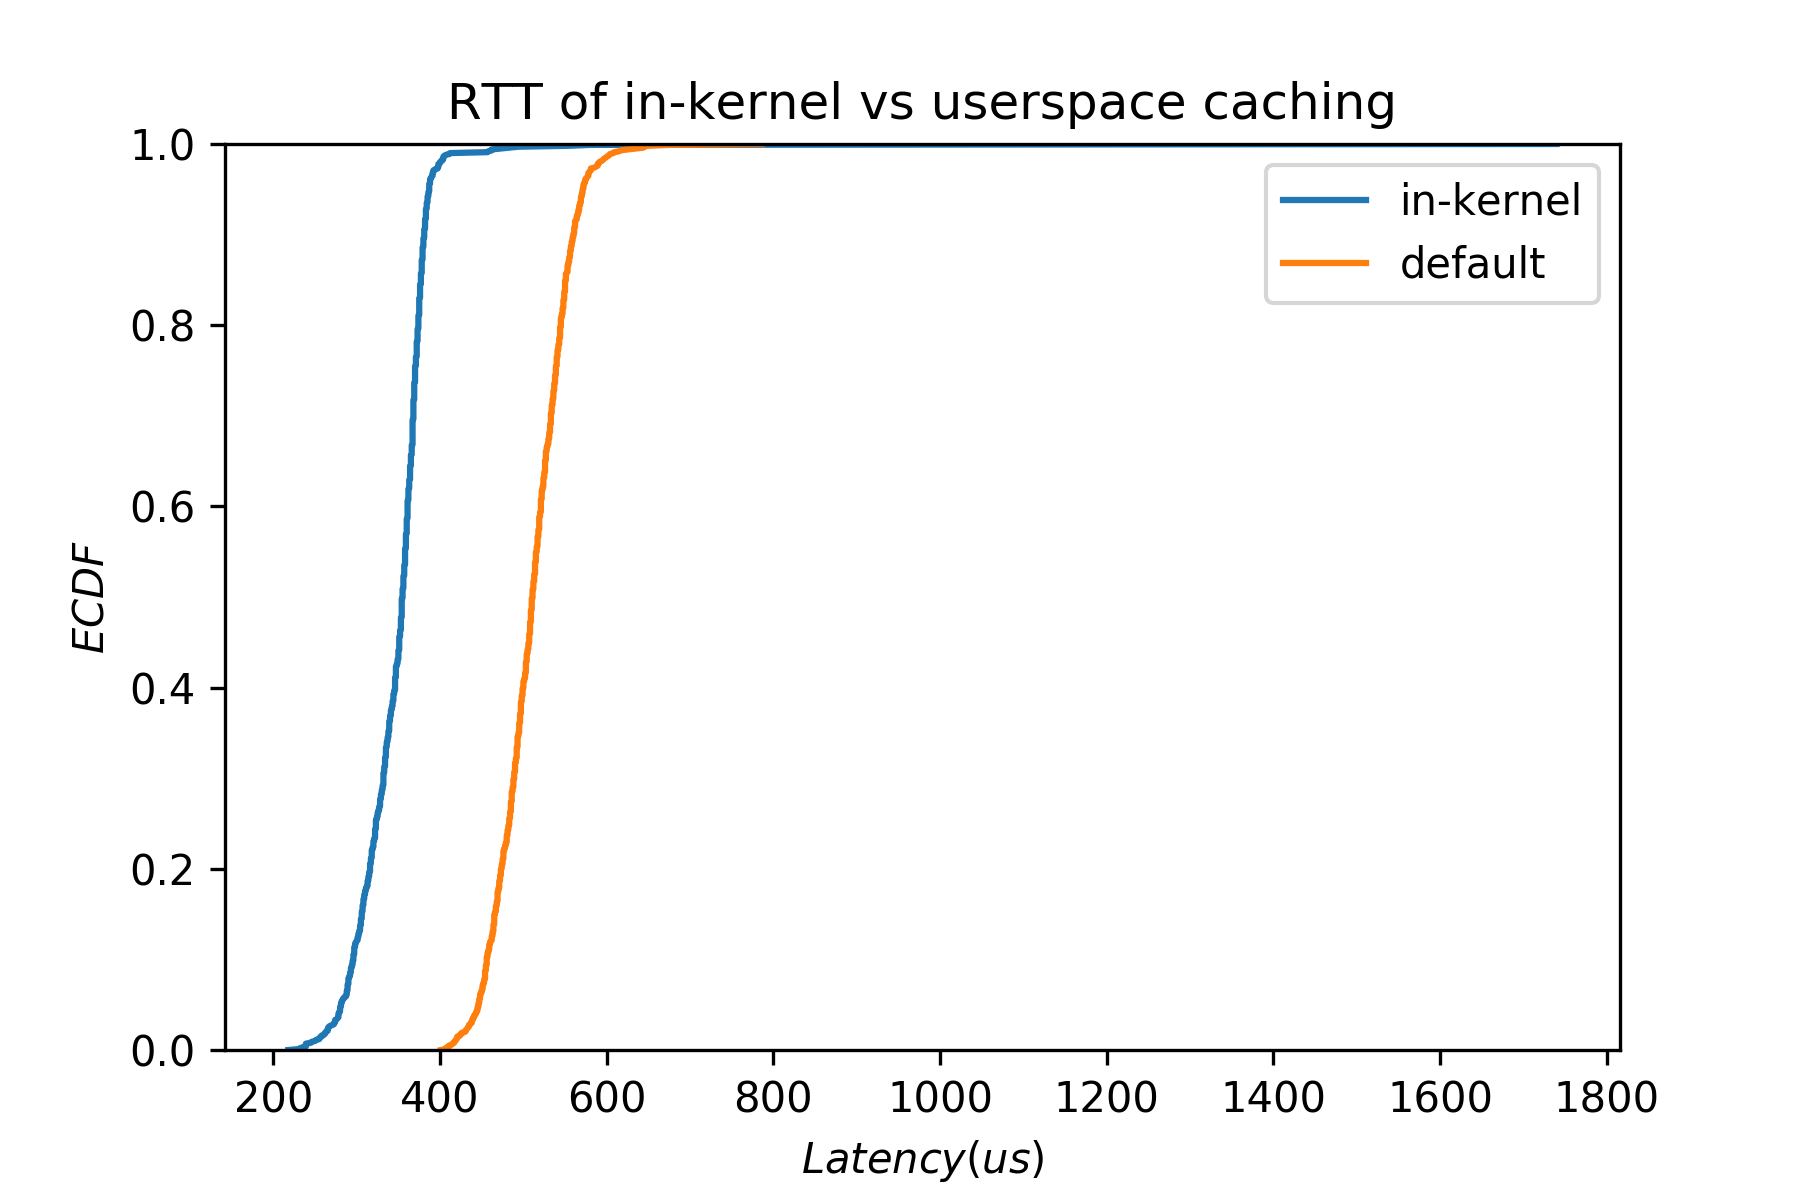 RTT of in-kernel vs userspace caching
1.0
0.8
0.6
0.4
0.2
0.0
ECDF
in-kernel
default
200 400 600 800 1000 1200 1400 1600 1800
Latency(us)